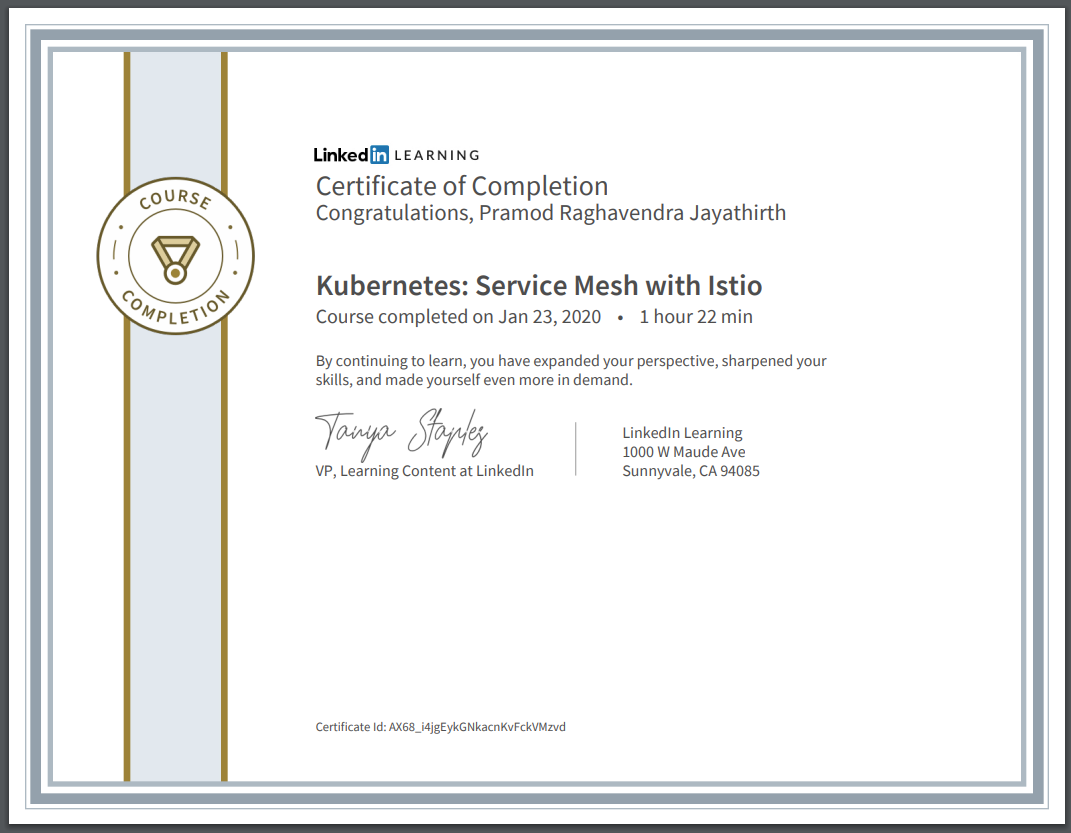 COURSE
COMPLETION
Linked in LEARNING
Certificate of Completion
Congratulations, Pramod Raghavendra Jayathirth
Kubernetes: Service Mesh with Istio
Course completed on Jan 23, 2020 • 1 hour 22 min
By continuing to learn, you have expanded your perspective, sharpened your
skills, and made yourself even more in demand.
Tanya Staples
VP, Learning Content at LinkedIn
LinkedIn Learning
1000 W Maude Ave
Sunnyvale, CA 94085
Certificate Id: AX68_i4jgEykGNkacnKvFckVMzvd